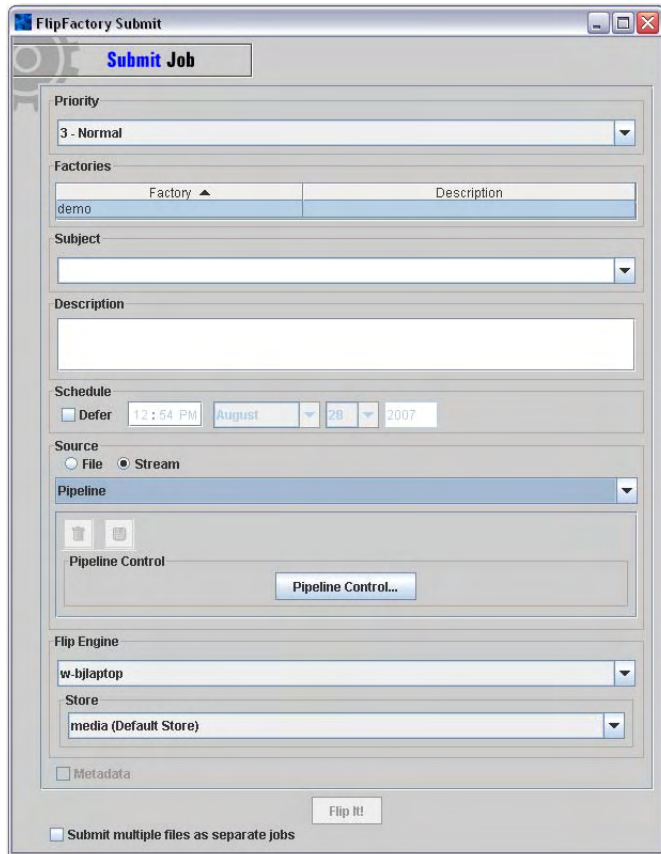 FlipFactory Submit
Submit Job
Priority
3 - Normal
Factories
Factory Description
demo
Subject
Description
Schedule
Defer 12:54 PM August 28 2007
Source
File Stream
Pipeline
Pipeline Control
Pipeline Control...
Flip Engine
w-bjlaptop
Store
media (Default Store)
Metadata
Flip It!
Submit multiple files as separate jobs